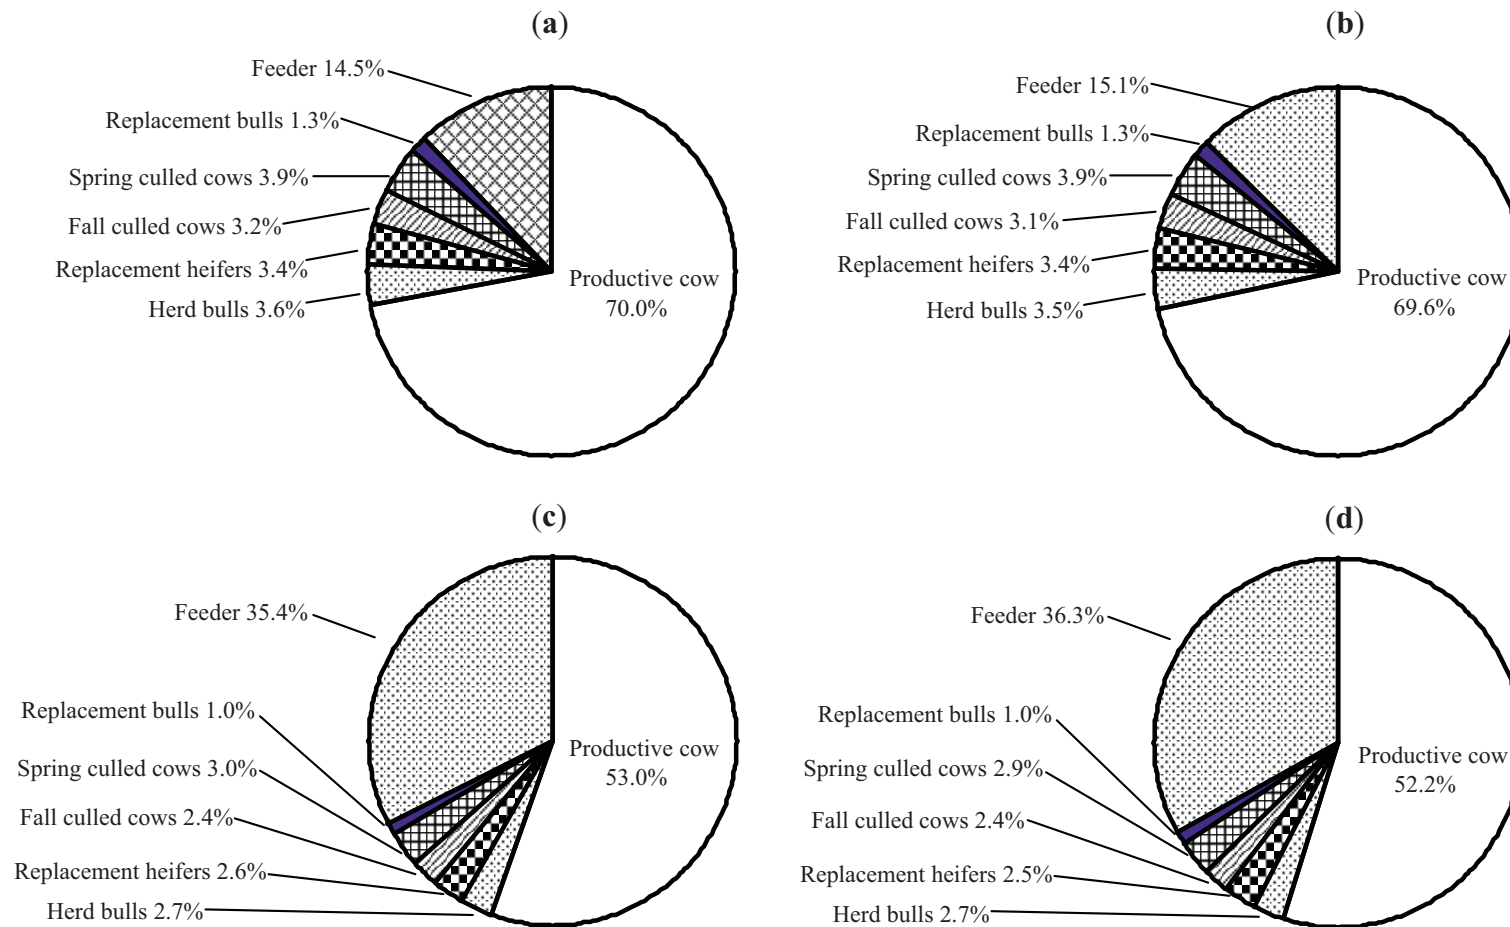 (a)
Feeder 14.5%
Replacement bulls 1.3%
Spring culled cows 3.9%
Fall culled cows 3.2%
Replacement heifers 3.4%
Herd bulls 3.6%
Productive cow
70.0%
(b)
Feeder 15.1%
Replacement bulls 1.3%
Spring culled cows 3.9%
Fall culled cows 3.1%
Replacement heifers 3.4%
Herd bulls 3.5%
Productive cow
69.6%
(c)
Feeder 35.4%
Replacement bulls 1.0%
Spring culled cows 3.0%
Fall culled cows 2.4%
Replacement heifers 2.6%
Herd bulls 2.7%
Productive cow
53.0%
(d)
Feeder 36.3%
Replacement bulls 1.0%
Spring culled cows 2.9%
Fall culled cows 2.4%
Replacement heifers 2.5%
Herd bulls 2.7%
Productive cow
52.2%